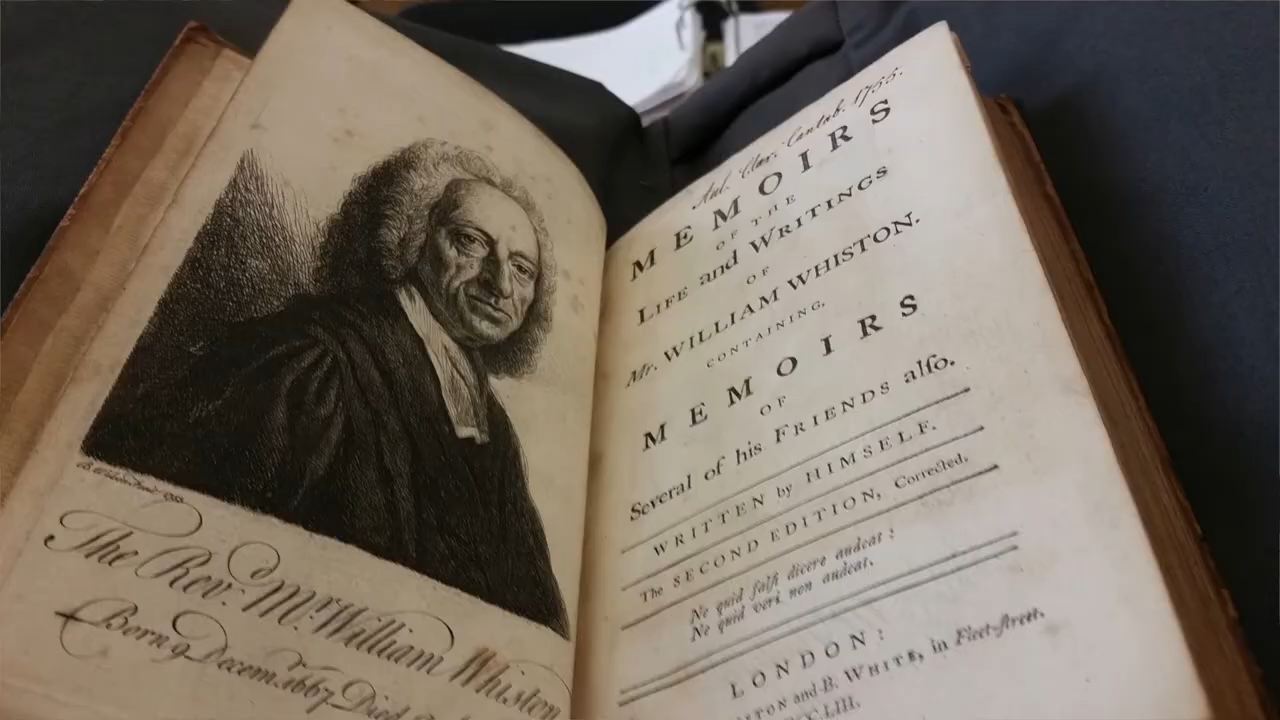 The Rev.ᵈ Mʳ William Whiston
Born 9 Decem.ʳ 1667 Died
Aul. Clar. Cantab. 1755.
MEMOIRS
OF THE
LIFE and WRITINGS
OF
Mr. WILLIAM WHISTON.
CONTAINING,
MEMOIRS
OF
Several of his FRIENDS alſo.
WRITTEN by HIMSELF.
The SECOND EDITION, Corrected.
Ne quid falſi dicere audeat:
Ne quid veri non audeat.
LONDON:
and B. WHITE, in Fleet-ſtreet.